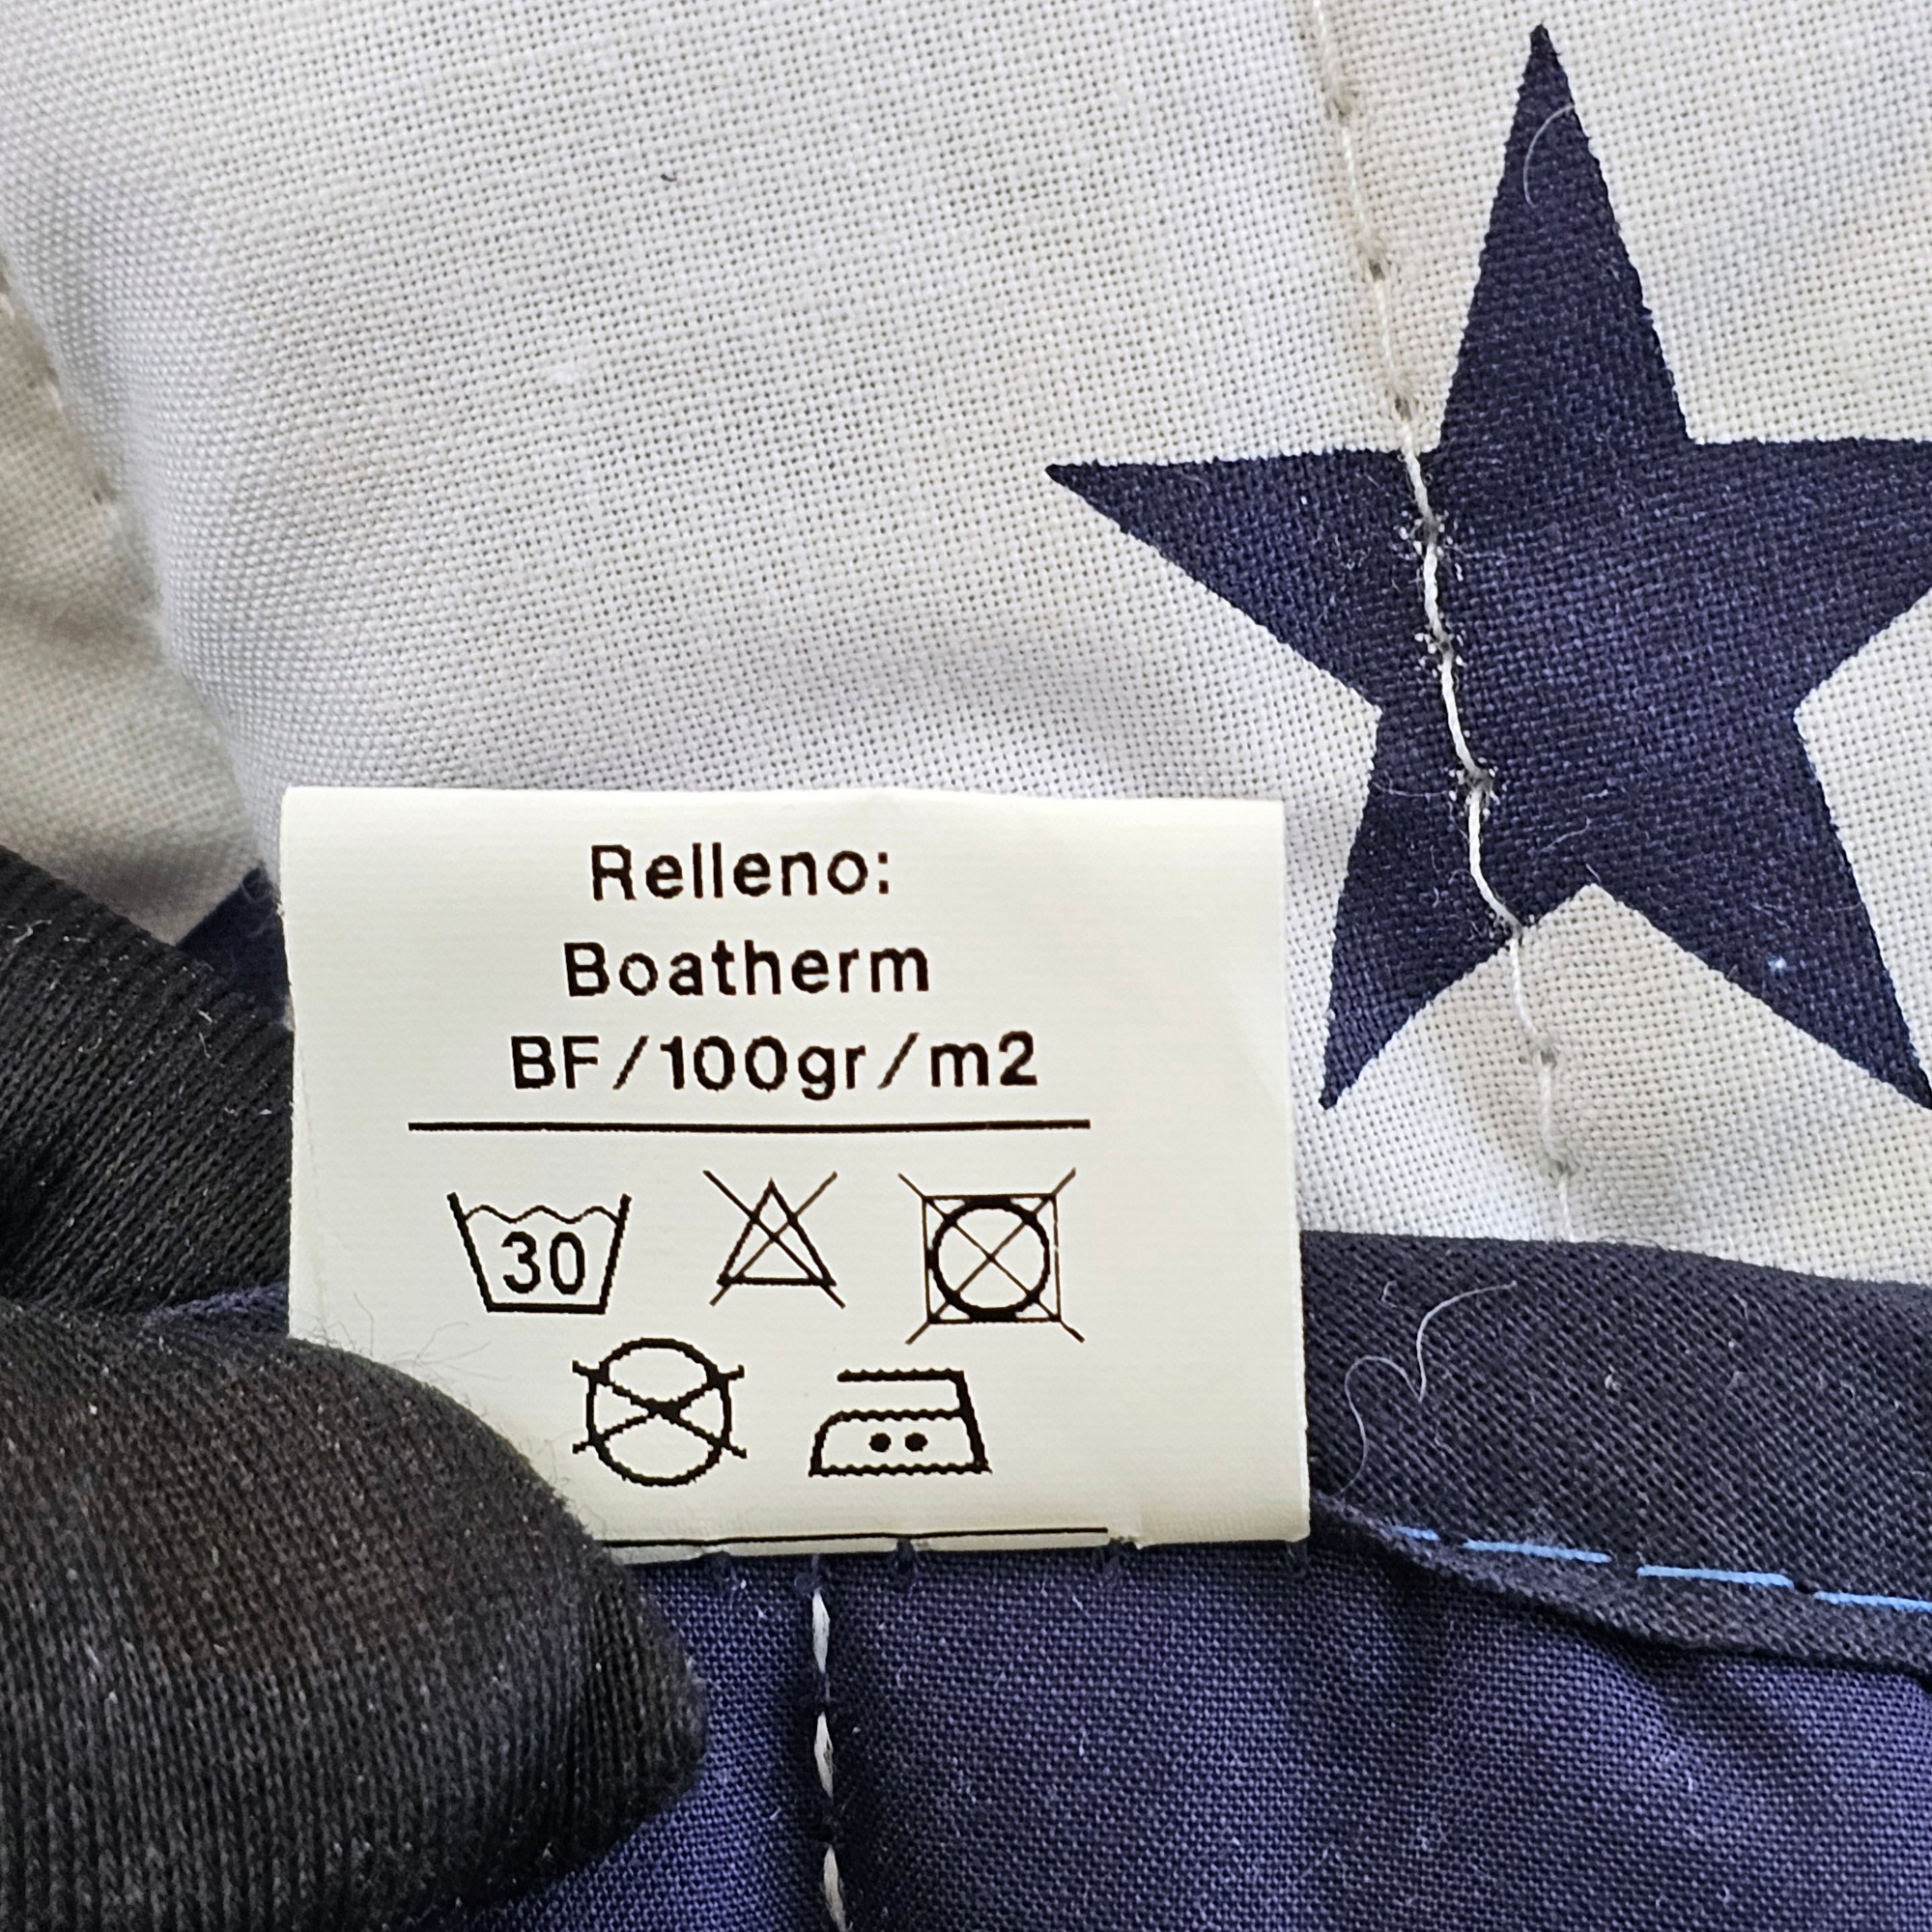 Relleno:
Boatherm
BF/100gr/m2
30